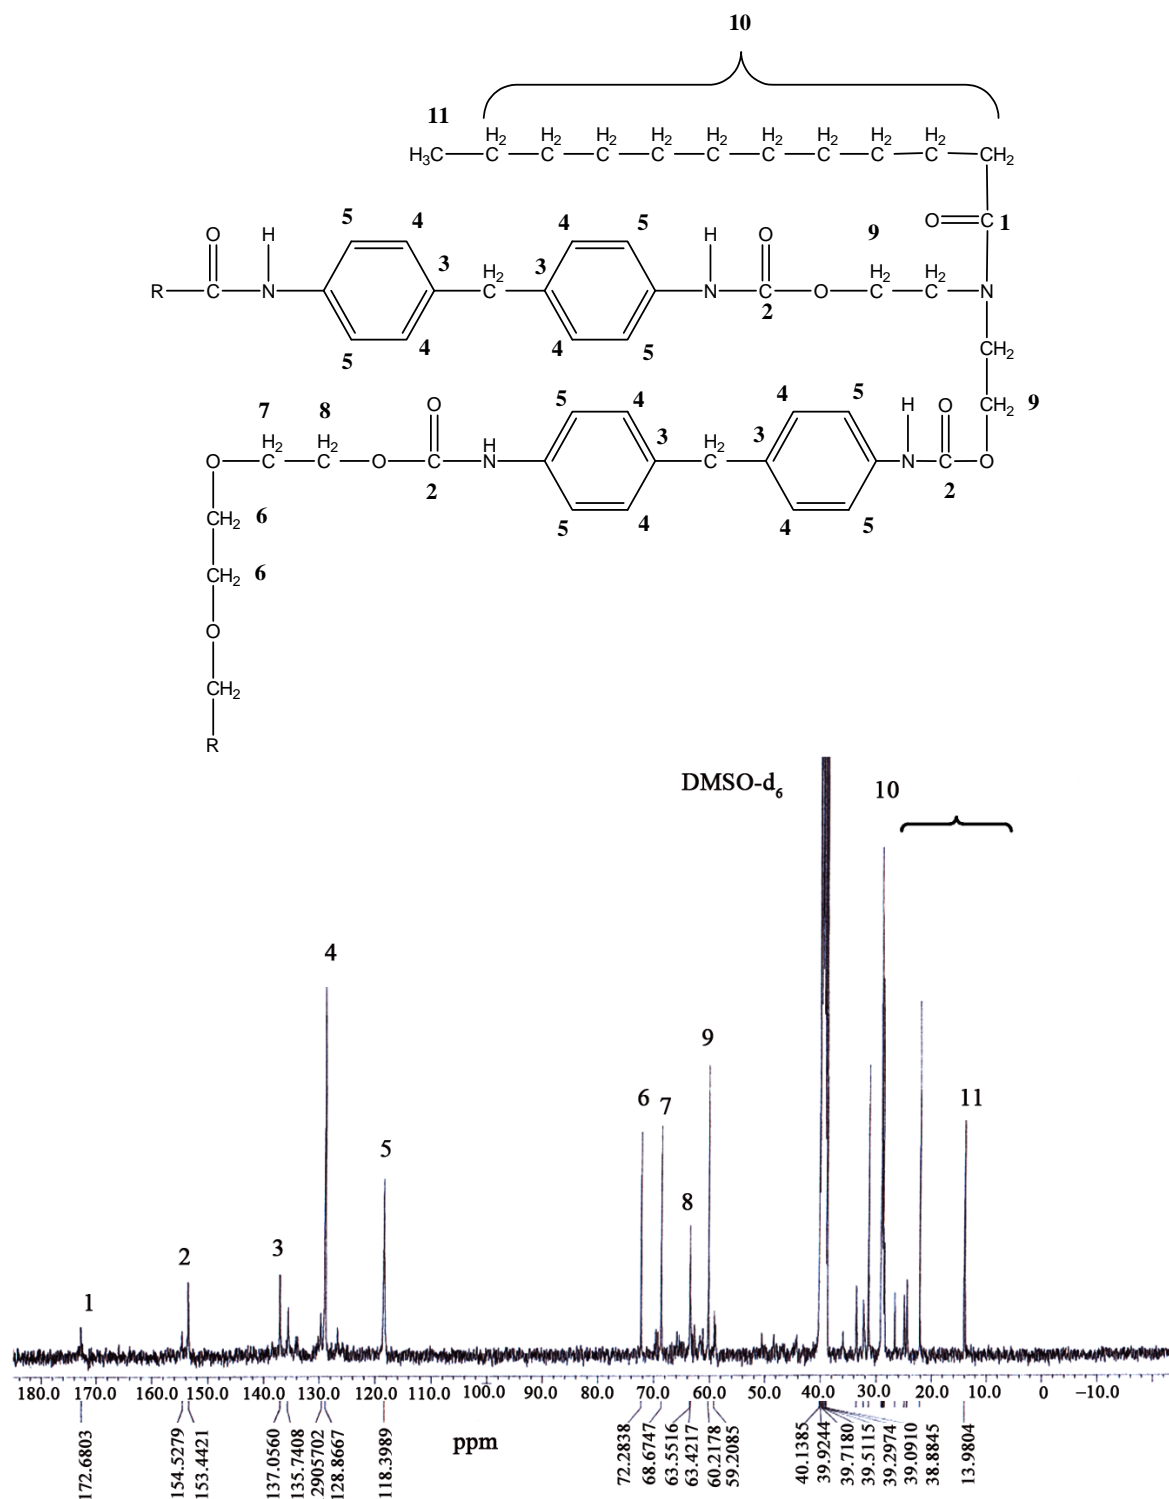 10
11
H₃C C C C C C C C C C CH₂
H₂ H₂ H₂ H₂ H₂ H₂ H₂ H₂ H₂
O C 1
5 4 4 5 9
O H H O
3 H₂ 3 H₂ H₂
R C N C N C O C C N
2
5 4 4 5
CH₂
7 8 O 5 4 4 5 H O CH₂ 9
H₂ H₂ H 3 H₂ 3
O C C O C N C N C O
2 2
CH₂ 6 5 4 4 5
CH₂ 6
O
CH₂
R
DMSO-d₆
10
4
9
6 7 11
5
8
3
2
1
180.0 170.0 160.0 150.0 140.0 130.0 120.0 110.0 100.0 90.0 80.0 70.0 60.0 50.0 40.0 30.0 20.0 10.0 0 −10.0
172.6803
154.5279
153.4421
137.0560
135.7408
2905702
128.8667
118.3989
ppm
72.2838
68.6747
63.5516
63.4217
60.2178
59.2085
40.1385
39.9244
39.7180
39.5115
39.2974
39.0910
38.8845
13.9804